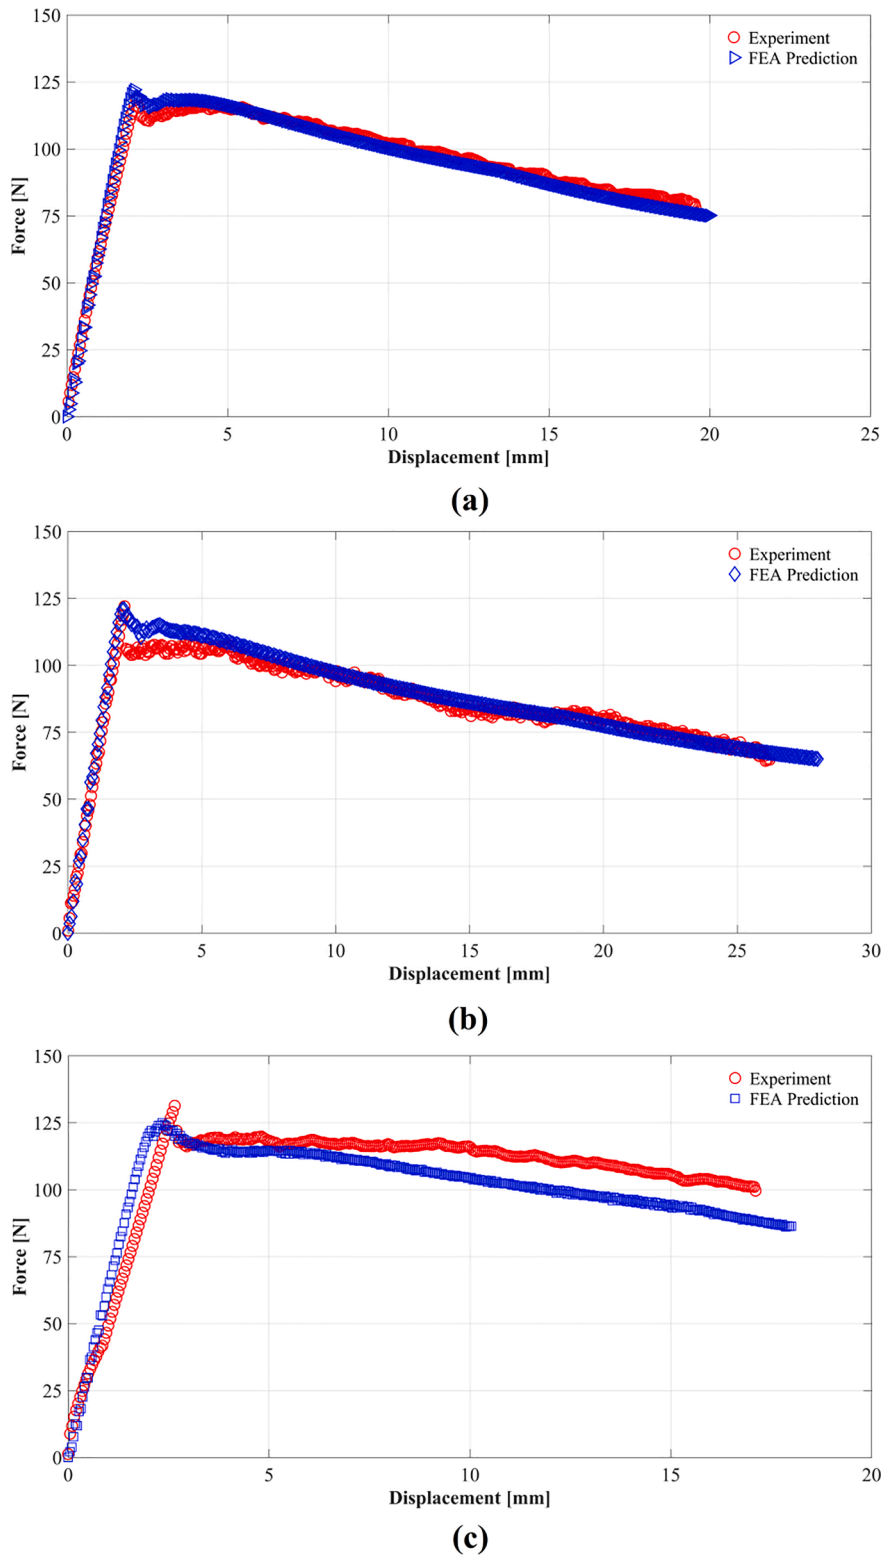 150
Experiment
FEA Prediction
125
100
75
50
25
0
Force [N]
0 5 10 15 20 25
Displacement [mm]
(a)
150
Experiment
FEA Prediction
125
100
75
50
25
0
Force [N]
0 5 10 15 20 25 30
Displacement [mm]
(b)
150
Experiment
FEA Prediction
125
100
75
50
25
0
Force [N]
0 5 10 15 20
Displacement [mm]
(c)